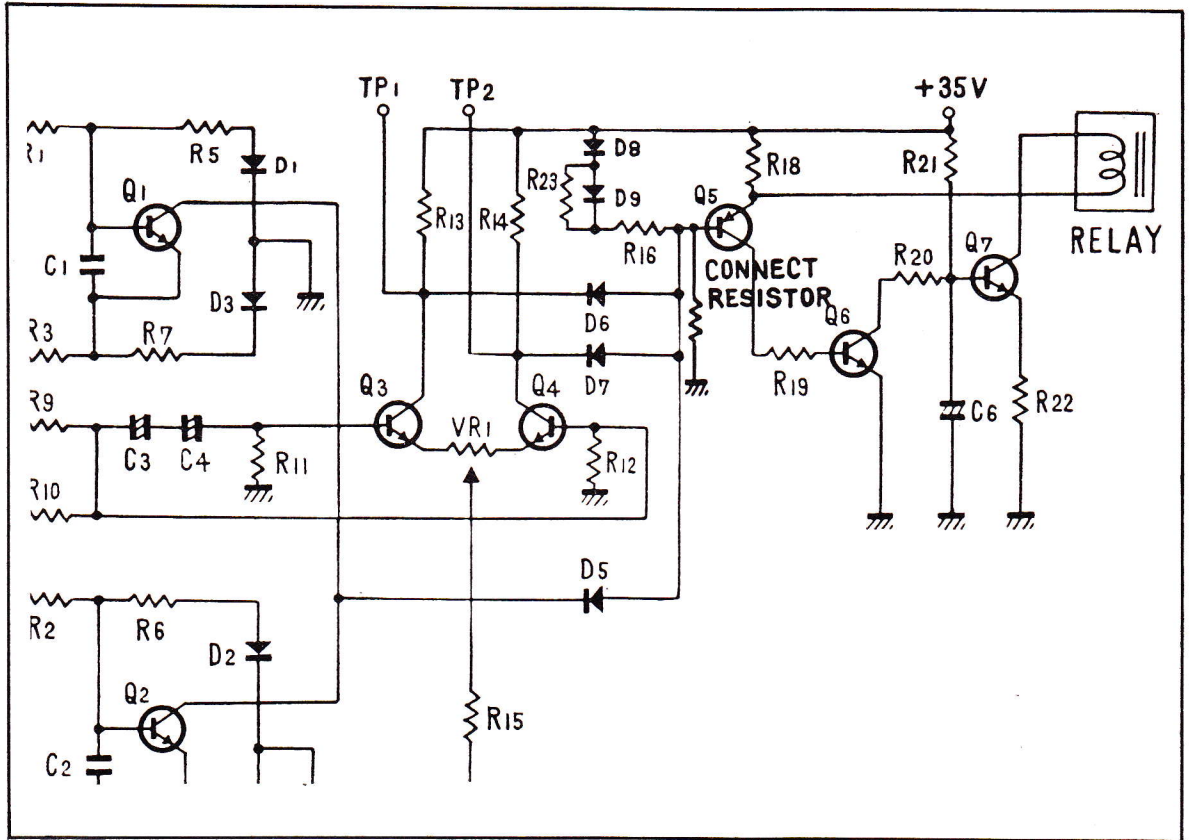 TP1
TP2
+35V
R1
R5
D1
D8
R18
R21
Q1
R23
D9
Q5
R13
R14
R16
R20
Q7
RELAY
C1
CONNECT
RESISTOR
D3
D6
Q6
R3
R7
D7
R19
Q3
Q4
C6
R22
R9
VR1
C3
C4
R11
R12
R10
D5
R2
R6
D2
Q2
R15
C2